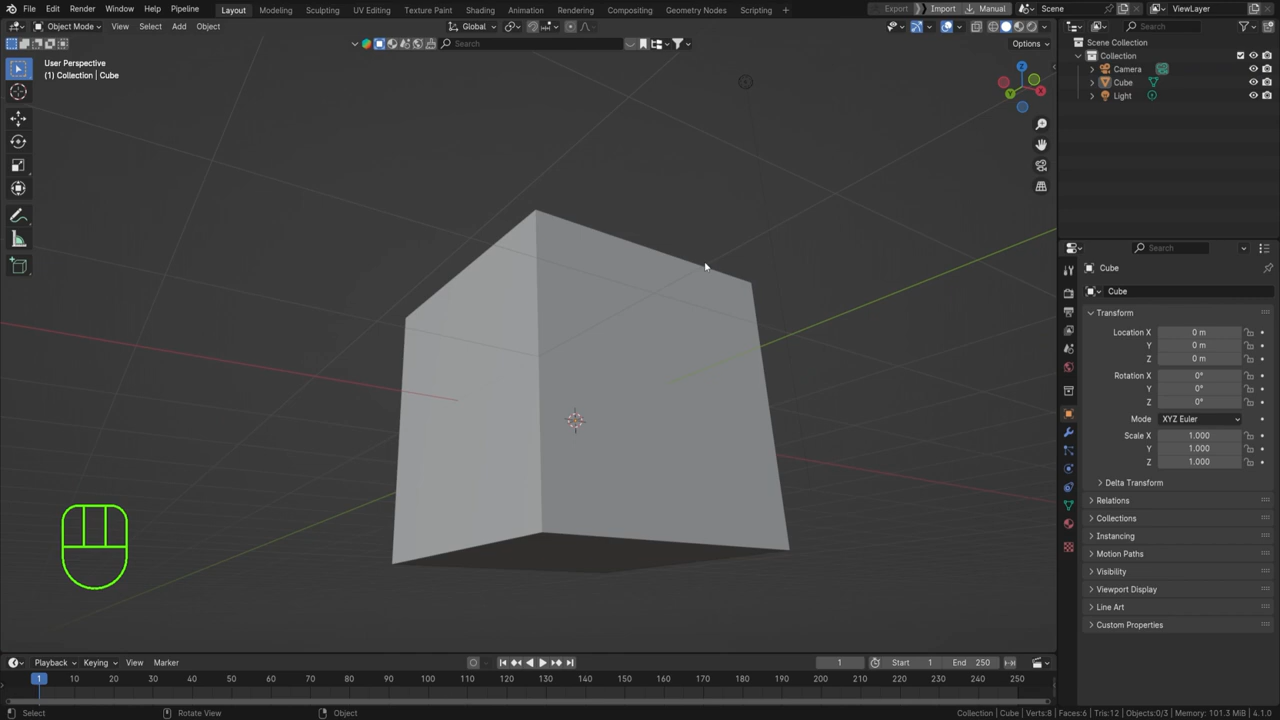 File Edit Render Window Help Pipeline Layout Modeling Sculpting UV Editing Texture Paint Shading Animation Rendering Compositing Geometry Nodes Scripting + Export Import Manual Scene ViewLayer
Object Mode View Select Add Object Global Search
Search Options
User Perspective
(1) Collection | Cube
Z
Y
X
Scene Collection
Collection
Camera
Cube
Light
Search
Cube
Cube
Transform
Location X 0 m
Y 0 m
Z 0 m
Rotation X 0°
Y 0°
Z 0°
Mode XYZ Euler
Scale X 1.000
Y 1.000
Z 1.000
Delta Transform
Relations
Collections
Instancing
Motion Paths
Visibility
Viewport Display
Line Art
Custom Properties
Playback Keying View Marker 1 Start 1 End 250
1 10 20 30 40 50 60 70 80 90 100 110 120 130 140 150 160 170 180 190 200 210 220 230 240 250
Select Rotate View Object Collection | Cube | Verts:8 | Faces:6 | Tris:12 | Objects:0/3 | Memory: 101.3 MiB | 4.1.0